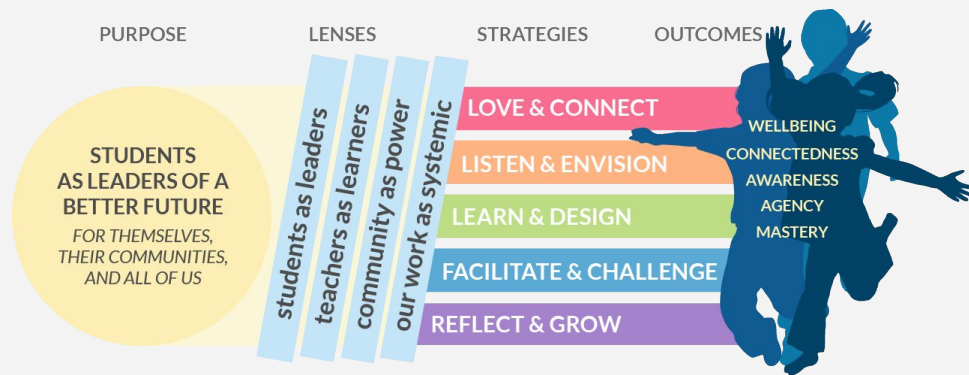 PURPOSE
LENSES
STRATEGIES
OUTCOMES
STUDENTS
AS LEADERS OF A
BETTER FUTURE
FOR THEMSELVES,
THEIR COMMUNITIES,
AND ALL OF US
students as leaders
teachers as learners
community as power
our work as systemic
LOVE & CONNECT
LISTEN & ENVISION
LEARN & DESIGN
FACILITATE & CHALLENGE
REFLECT & GROW
WELLBEING
CONNECTEDNESS
AWARENESS
AGENCY
MASTERY